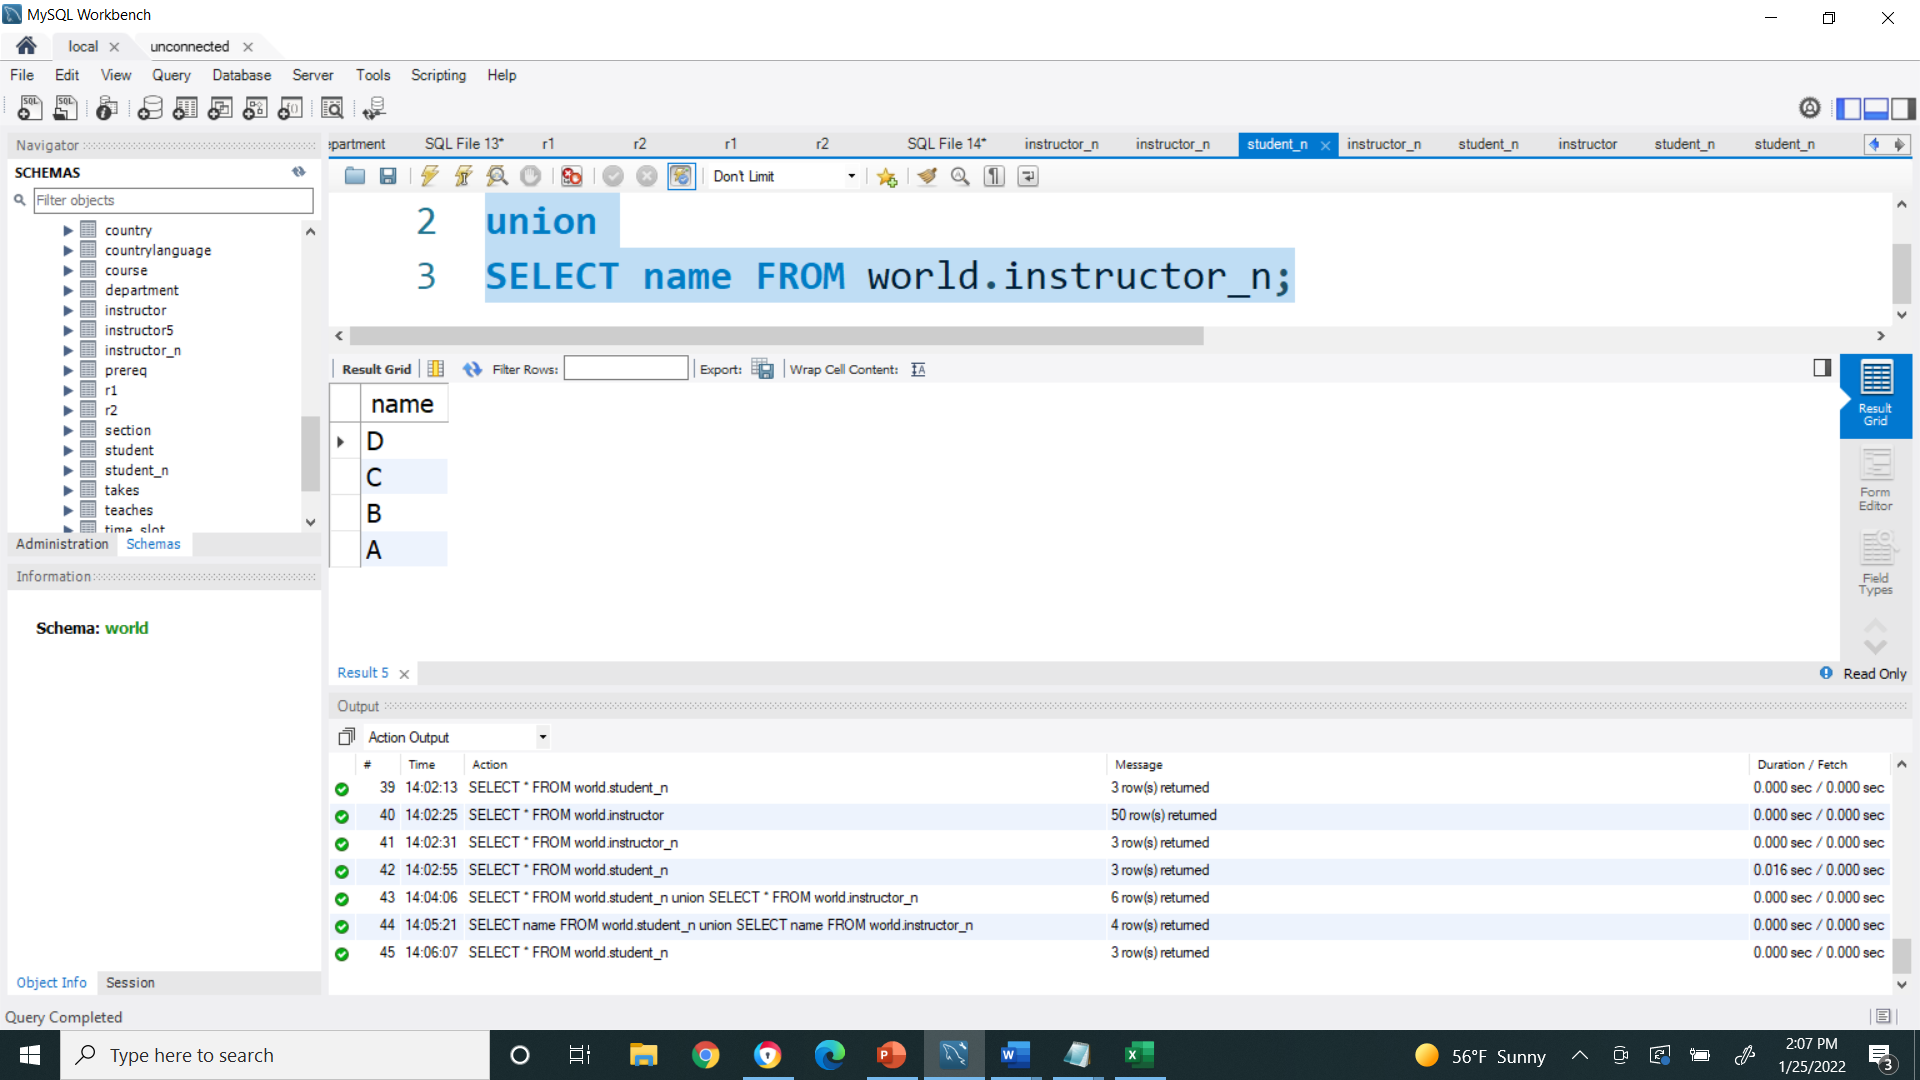 MySQL Workbench
local
unconnected
File Edit View Query Database Server Tools Scripting Help
Navigator
SCHEMAS
Filter objects
country
countrylanguage
course
department
instructor
instructor5
instructor_n
prereq
r1
r2
section
student
student_n
takes
teaches
time_slot
Administration Schemas
Information
Schema: world
Object Info Session
Query Completed
epartment SQL File 13* r1 r2 r1 r2 SQL File 14* instructor_n instructor_n student_n instructor_n student_n instructor student_n student_n
Don't Limit
2 union
3 SELECT name FROM world.instructor_n;
Result Grid Filter Rows: Export: Wrap Cell Content:
name
D
C
B
A
Result Grid
Form Editor
Field Types
Result 5
Read Only
Output
Action Output
# Time Action Message Duration / Fetch
39 14:02:13 SELECT * FROM world.student_n 3 row(s) returned 0.000 sec / 0.000 sec
40 14:02:25 SELECT * FROM world.instructor 50 row(s) returned 0.000 sec / 0.000 sec
41 14:02:31 SELECT * FROM world.instructor_n 3 row(s) returned 0.000 sec / 0.000 sec
42 14:02:55 SELECT * FROM world.student_n 3 row(s) returned 0.016 sec / 0.000 sec
43 14:04:06 SELECT * FROM world.student_n union SELECT * FROM world.instructor_n 6 row(s) returned 0.000 sec / 0.000 sec
44 14:05:21 SELECT name FROM world.student_n union SELECT name FROM world.instructor_n 4 row(s) returned 0.000 sec / 0.000 sec
45 14:06:07 SELECT * FROM world.student_n 3 row(s) returned 0.000 sec / 0.000 sec
Type here to search
56°F Sunny
2:07 PM
1/25/2022
3